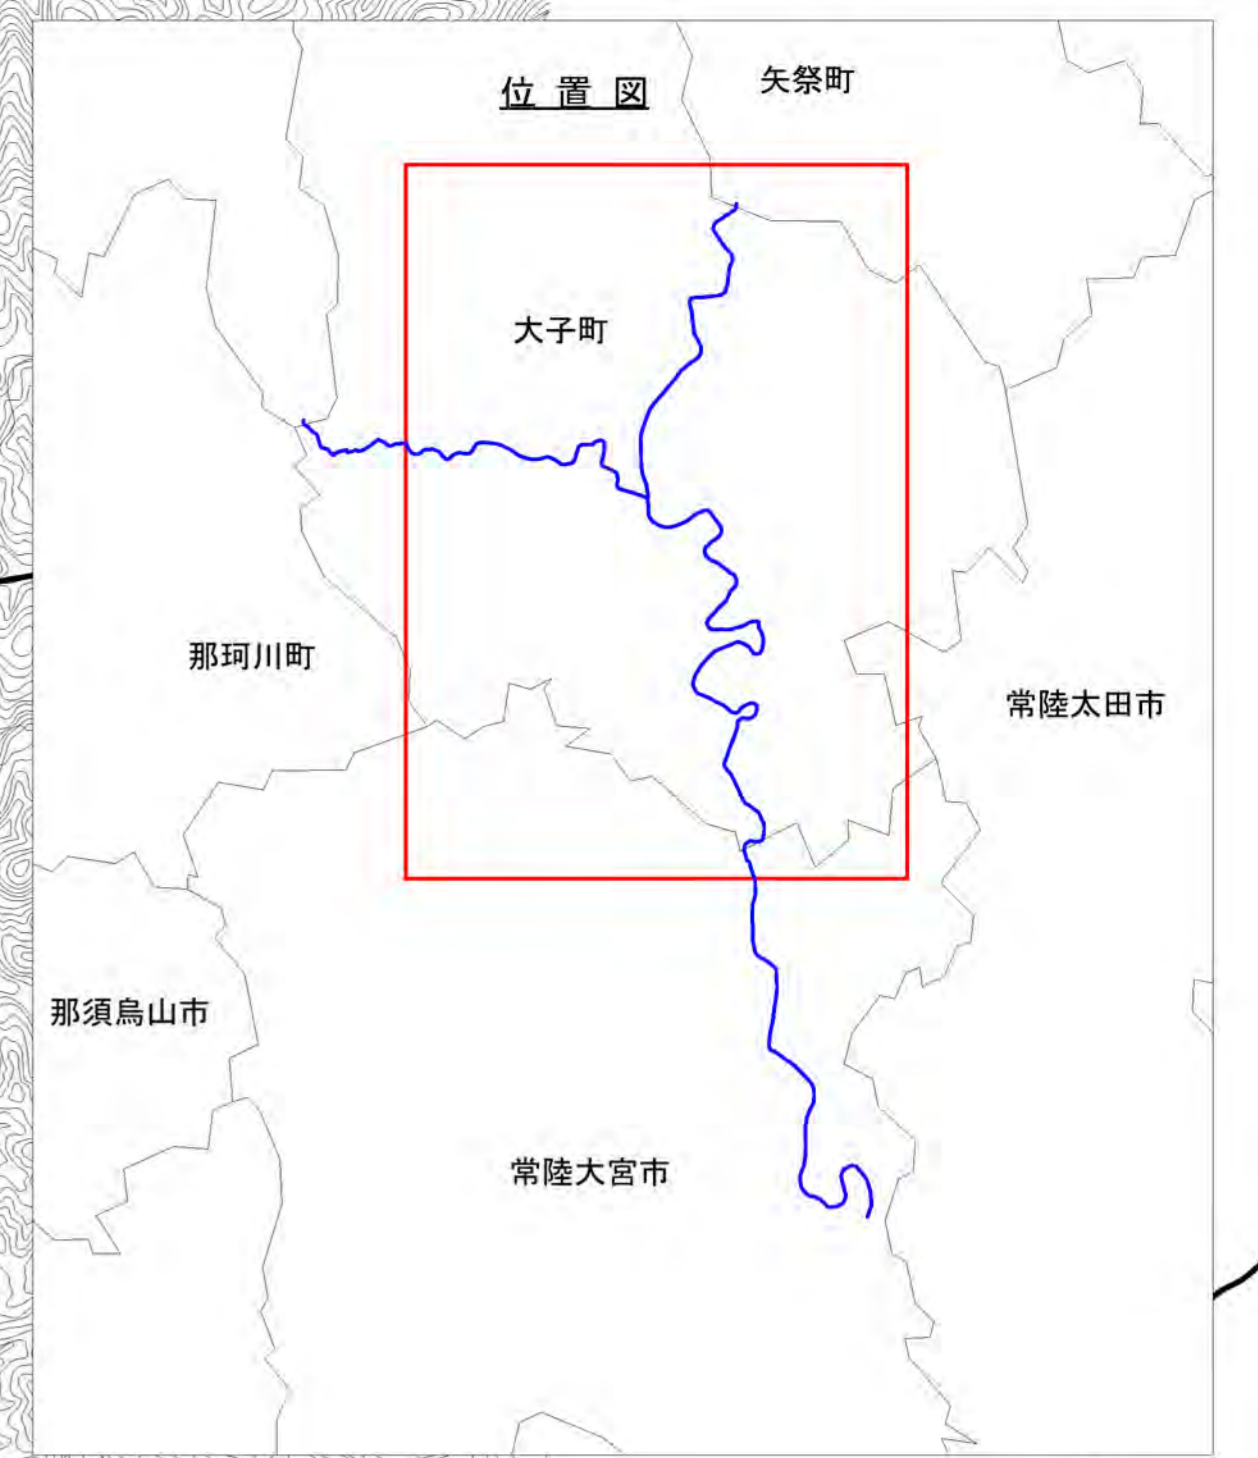 位置図
矢祭町
大子町
那珂川町
常陸太田市
那須烏山市
常陸大宮市